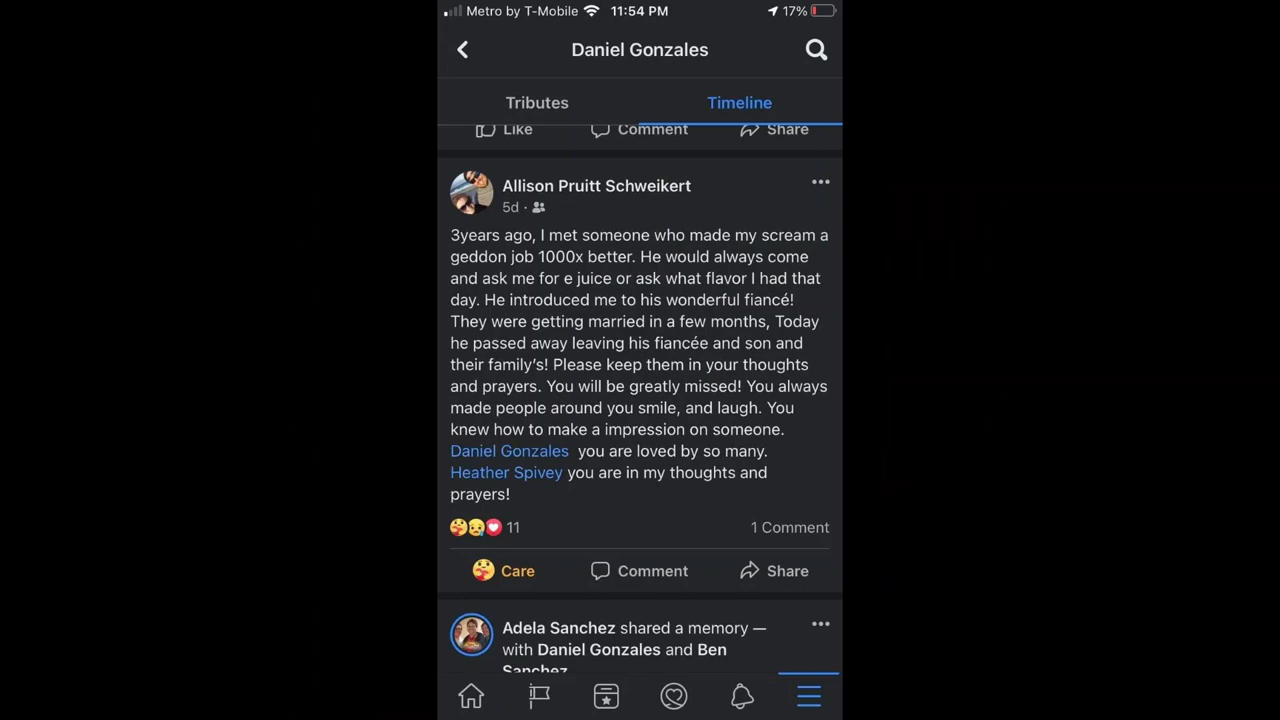 Metro by T-Mobile 11:54 PM 17%
Daniel Gonzales
Tributes Timeline
Like Comment Share
Allison Pruitt Schweikert
5d ·
3years ago, I met someone who made my scream a
geddon job 1000x better. He would always come
and ask me for e juice or ask what flavor I had that
day. He introduced me to his wonderful fiancé!
They were getting married in a few months, Today
he passed away leaving his fiancée and son and
their family's! Please keep them in your thoughts
and prayers. You will be greatly missed! You always
made people around you smile, and laugh. You
knew how to make a impression on someone.
Daniel Gonzales you are loved by so many.
Heather Spivey you are in my thoughts and
prayers!
11 1 Comment
Care Comment Share
Adela Sanchez shared a memory —
with Daniel Gonzales and Ben
Sanchez